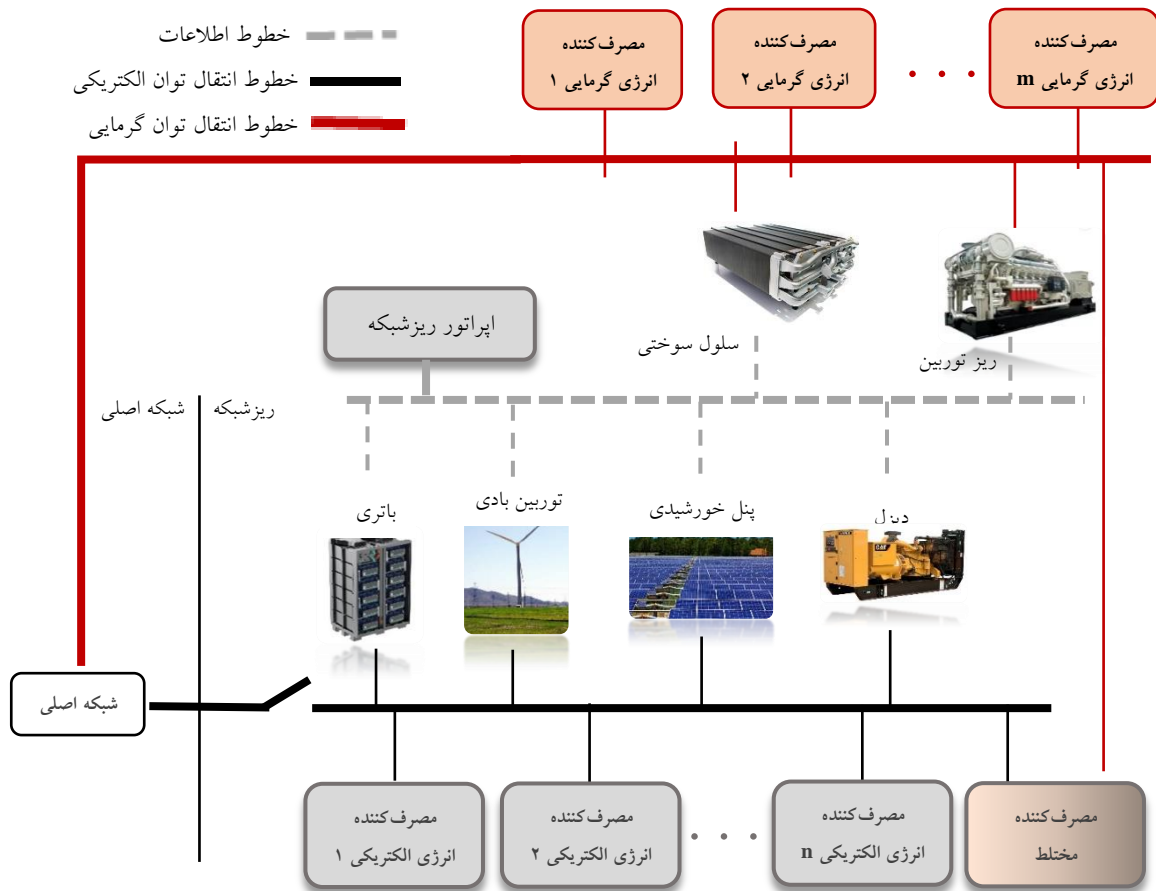 خطوط اطلاعات
خطوط انتقال توان الکتریکی
خطوط انتقال توان گرمایی
مصرف‌کننده
انرژی گرمایی ۱
مصرف‌کننده
انرژی گرمایی ۲
. . .
مصرف‌کننده
انرژی گرمایی m
اپراتور ریزشبکه
سلول سوختی
ریز توربین
شبکه اصلی
ریزشبکه
باتری
توربین بادی
پنل خورشیدی
دیزل
شبکه اصلی
مصرف‌کننده
انرژی الکتریکی ۱
مصرف‌کننده
انرژی الکتریکی ۲
. . .
مصرف‌کننده
انرژی الکتریکی n
مصرف‌کننده
مختلط